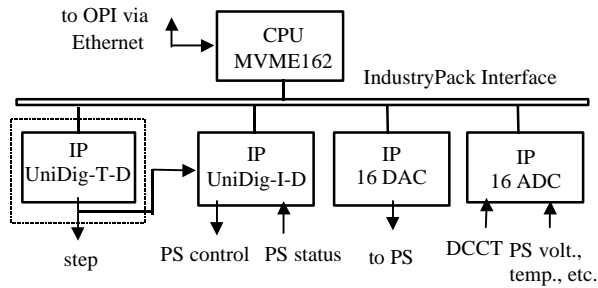 to OPI via
Ethernet
CPU
MVME162
IndustryPack Interface
IP
UniDig-T-D
IP
UniDig-I-D
IP
16 DAC
IP
16 ADC
step
PS control
PS status
to PS
DCCT
PS volt.,
temp., etc.